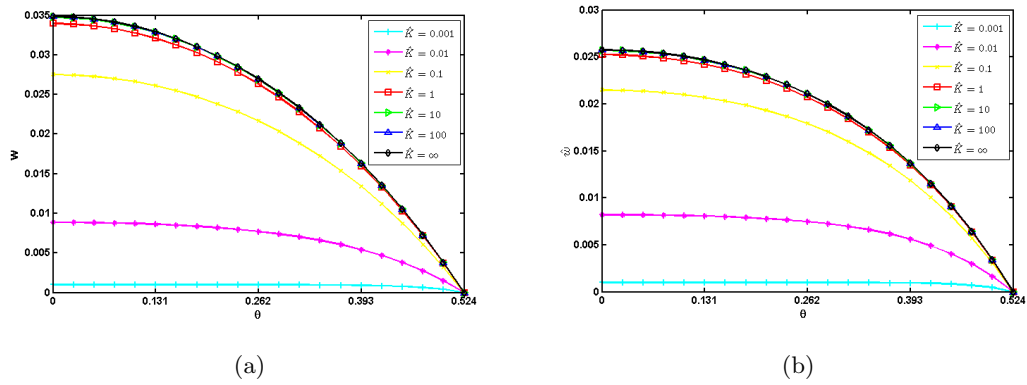 0.035
0.03
0.025
0.02
0.015
0.01
0.005
0
w
0
0.131
0.262
0.393
0.524
θ
K̂ = 0.001
K̂ = 0.01
K̂ = 0.1
K̂ = 1
K̂ = 10
K̂ = 100
K̂ = ∞
(a)
0.03
0.025
0.02
0.015
0.01
0.005
0
ŵ
0
0.131
0.262
0.393
0.524
θ
K̂ = 0.001
K̂ = 0.01
K̂ = 0.1
K̂ = 1
K̂ = 10
K̂ = 100
K̂ = ∞
(b)